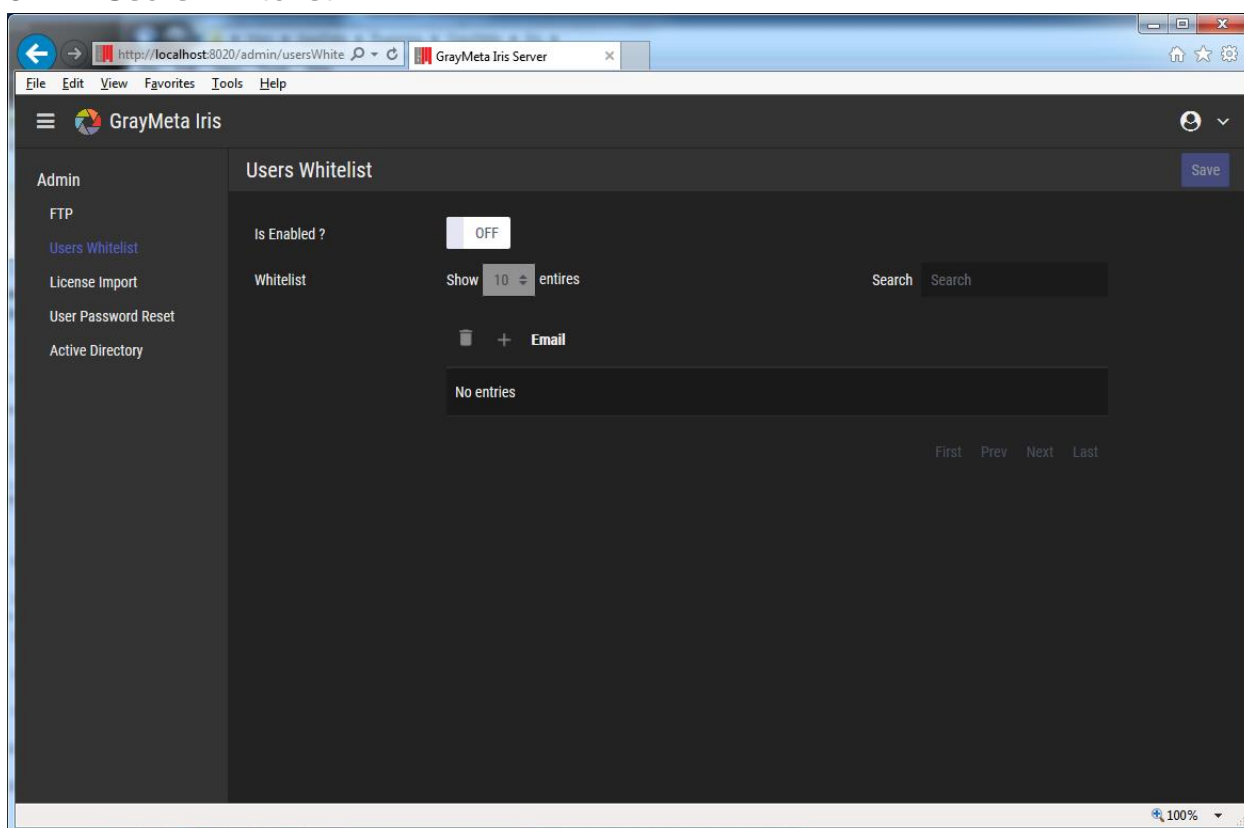 http://localhost:8020/admin/usersWhite
GrayMeta Iris Server
File Edit View Favorites Tools Help
GrayMeta Iris
Admin
FTP
Users Whitelist
License Import
User Password Reset
Active Directory
Users Whitelist
Save
Is Enabled ?
OFF
Whitelist
Show 10 entires
Search Search
Email
No entries
First Prev Next Last
100%